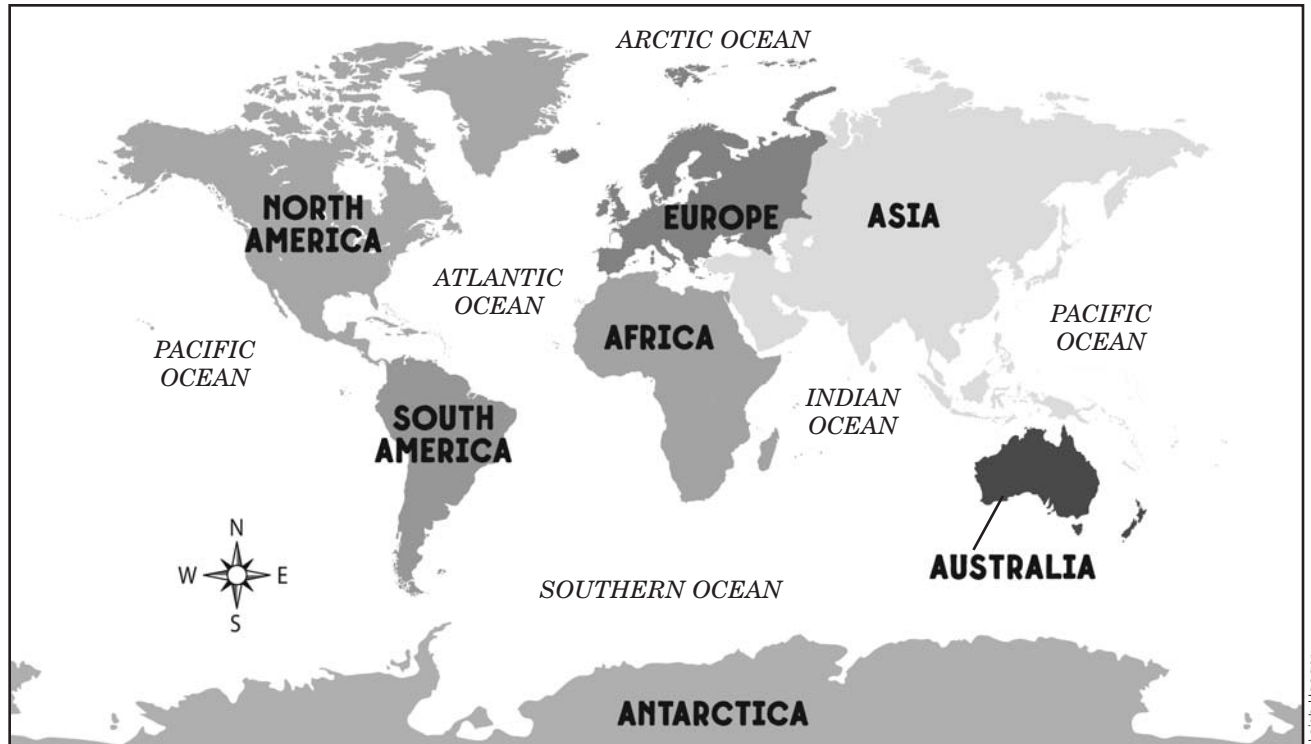 ARCTIC OCEAN
NORTH
AMERICA
EUROPE
ASIA
ATLANTIC
OCEAN
AFRICA
PACIFIC
OCEAN
PACIFIC
OCEAN
INDIAN
OCEAN
SOUTH
AMERICA
N
W
E
S
AUSTRALIA
SOUTHERN OCEAN
ANTARCTICA